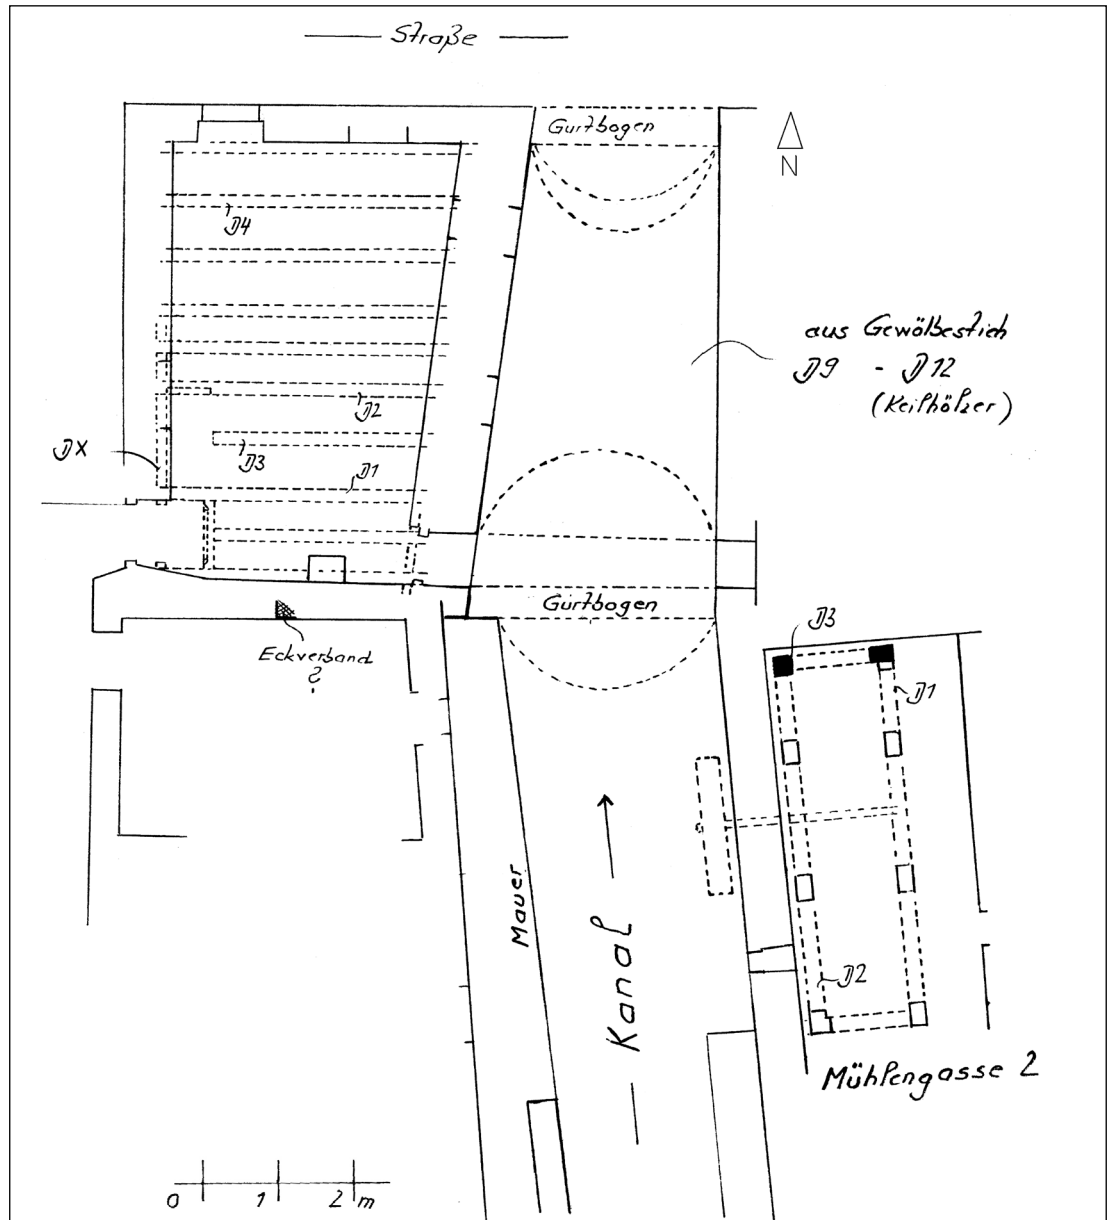 Straße
Gurtbogen
N
D4
aus Gewölbestich
D9 - D12
(Keilhölzer)
D2
DX
D3
D1
Gurtbogen
Eckverband
?
D3
D1
Mauer
Kanal
D2
Mühlengasse 2
0 1 2 m